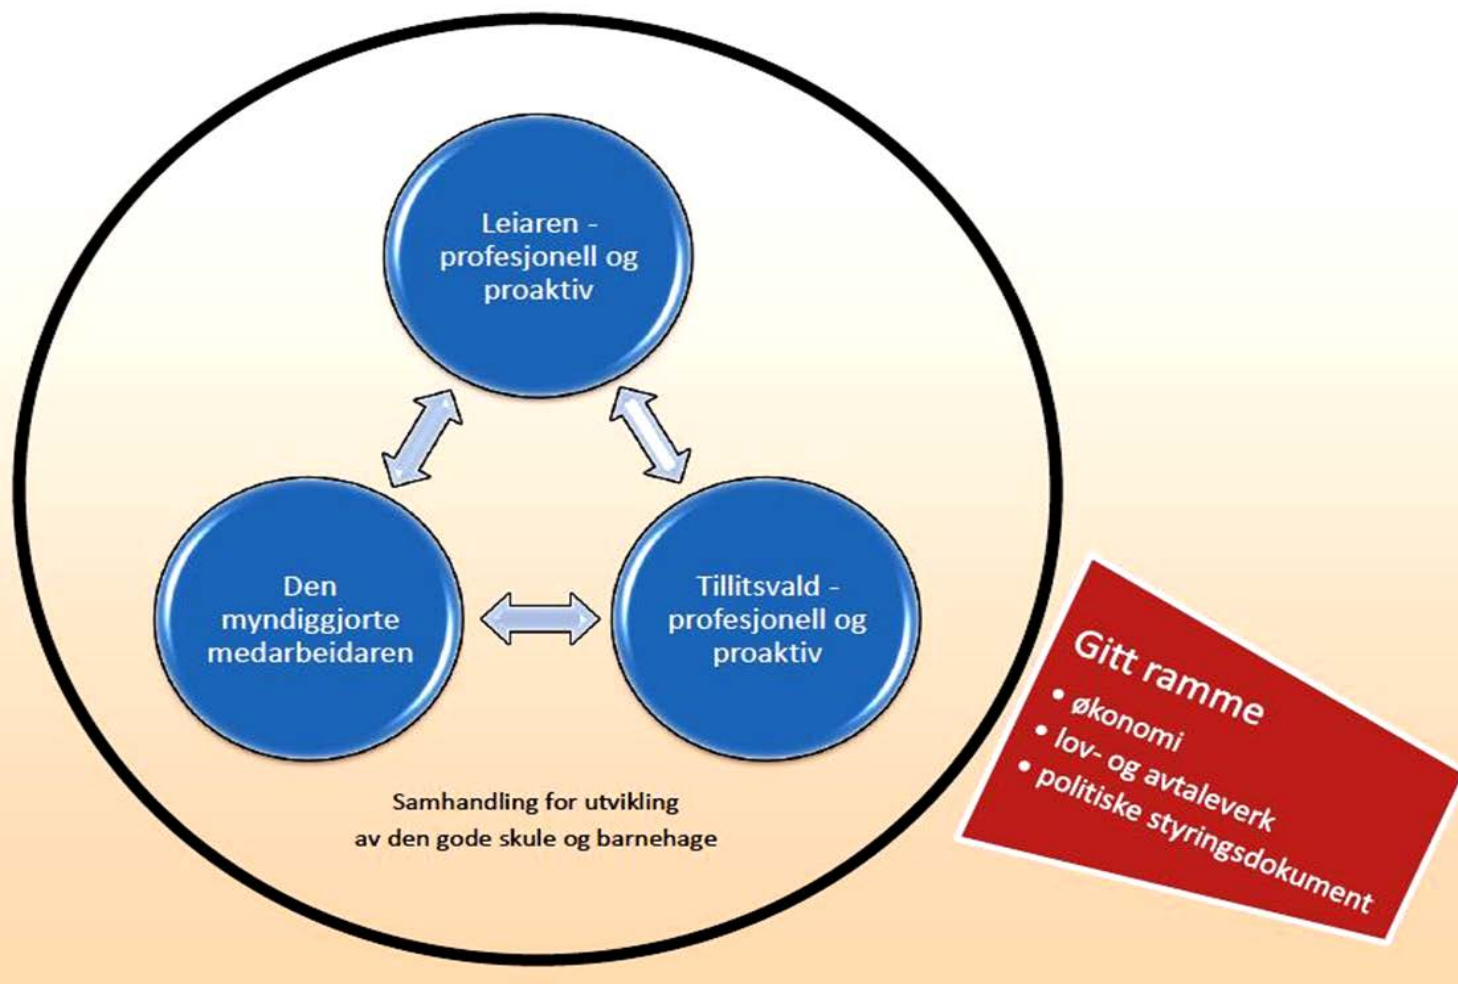 Leiaren -
profesjonell og
proaktiv
Den
myndiggjorte
medarbeidaren
Tillitsvald -
profesjonell og
proaktiv
Samhandling for utvikling
av den gode skule og barnehage
Gitt ramme
• økonomi
• lov- og avtaleverk
• politiske styringsdokument